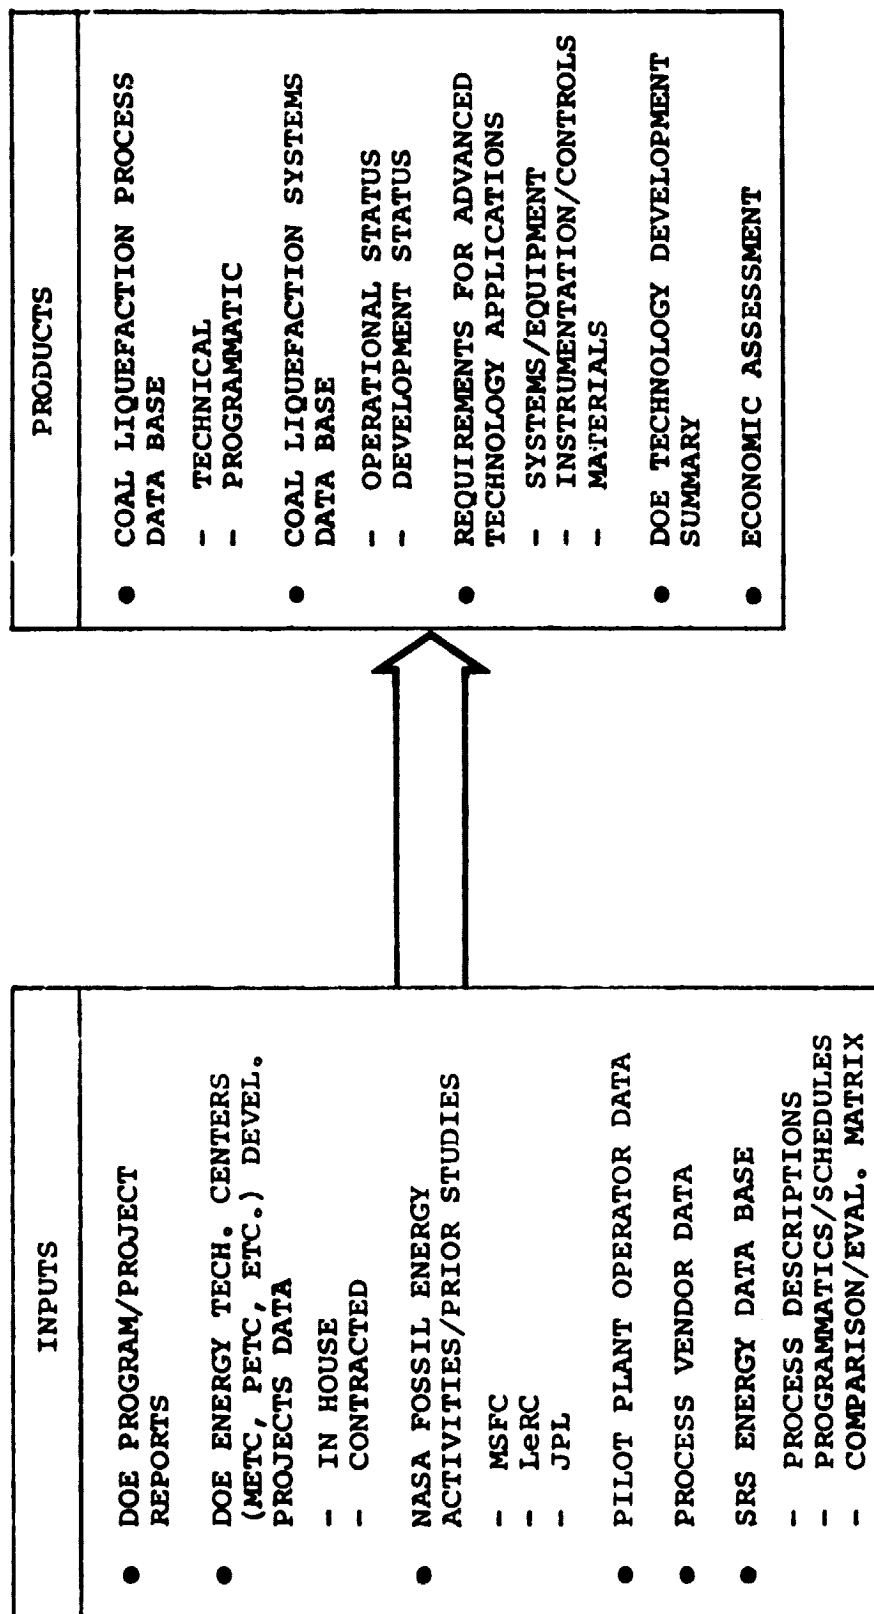 INPUTS
● DOE PROGRAM/PROJECT
REPORTS
● DOE ENERGY TECH. CENTERS
(METC, PETC, ETC.) DEVEL.
PROJECTS DATA
- IN HOUSE
- CONTRACTED
● NASA FOSSIL ENERGY
ACTIVITIES/PRIOR STUDIES
- MSFC
- LeRC
- JPL
● PILOT PLANT OPERATOR DATA
● PROCESS VENDOR DATA
● SRS ENERGY DATA BASE
- PROCESS DESCRIPTIONS
- PROGRAMMATICS/SCHEDULES
- COMPARISON/EVAL. MATRIX
PRODUCTS
● COAL LIQUEFACTION PROCESS
DATA BASE
- TECHNICAL
- PROGRAMMATIC
● COAL LIQUEFACTION SYSTEMS
DATA BASE
- OPERATIONAL STATUS
- DEVELOPMENT STATUS
● REQUIREMENTS FOR ADVANCED
TECHNOLOGY APPLICATIONS
- SYSTEMS/EQUIPMENT
- INSTRUMENTATION/CONTROLS
- MATERIALS
● DOE TECHNOLOGY DEVELOPMENT
SUMMARY
● ECONOMIC ASSESSMENT